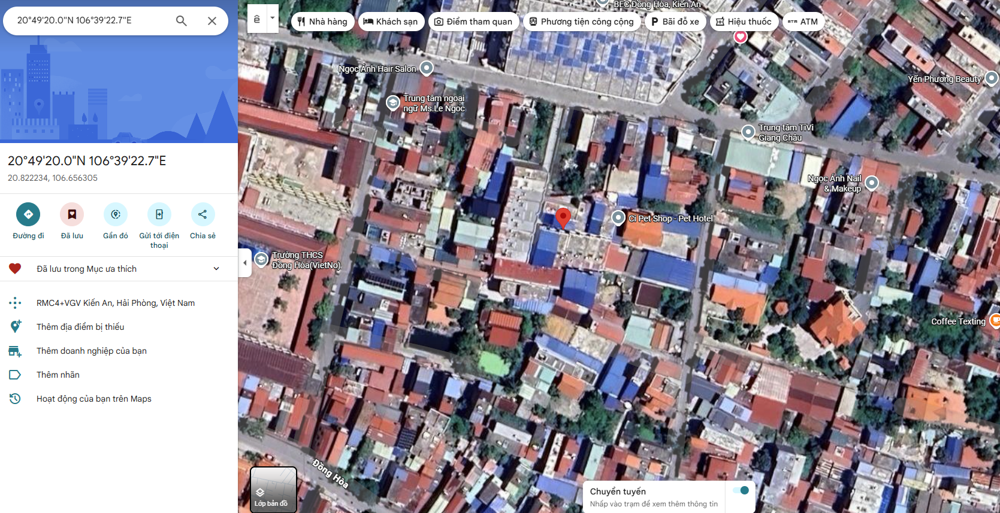 20°49'20.0"N 106°39'22.7"E
ê
Nhà hàng
Khách sạn
Điểm tham quan
Phương tiện công cộng
Bãi đỗ xe
Hiệu thuốc
ATM
ATM
BEC Đồng Hòa, Kiến An
Ngọc Ánh Hair Salon
Yến Phương Beauty
Trung tâm ngoại
ngữ Ms.Le Ngoc
Trung tâm TiVi
Giang Châu
20°49'20.0"N 106°39'22.7"E
20.822234, 106.656305
Ngọc Ánh Nail
& Makeup
Ci Pet Shop - Pet Hotel
Đường đi
Đã lưu
Gần đó
Gửi tới điện
thoại
Chia sẻ
Trường THCS
Đồng Hòa(VietNo)
Đã lưu trong Mục ưa thích
RMC4+VGV Kiến An, Hải Phòng, Việt Nam
Coffee Texting
Thêm địa điểm bị thiếu
Thêm doanh nghiệp của bạn
Thêm nhãn
Hoạt động của bạn trên Maps
Đồng Hòa
Lớp bản đồ
Chuyển tuyến
Nhấp vào trạm để xem thêm thông tin